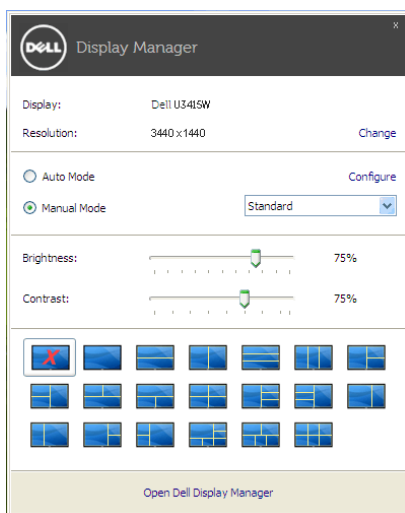 x
DELL Display Manager
Display: Dell U3415W
Resolution: 3440 x 1440 Change
Auto Mode Configure
Manual Mode Standard
Brightness: 75%
Contrast: 75%
Open Dell Display Manager